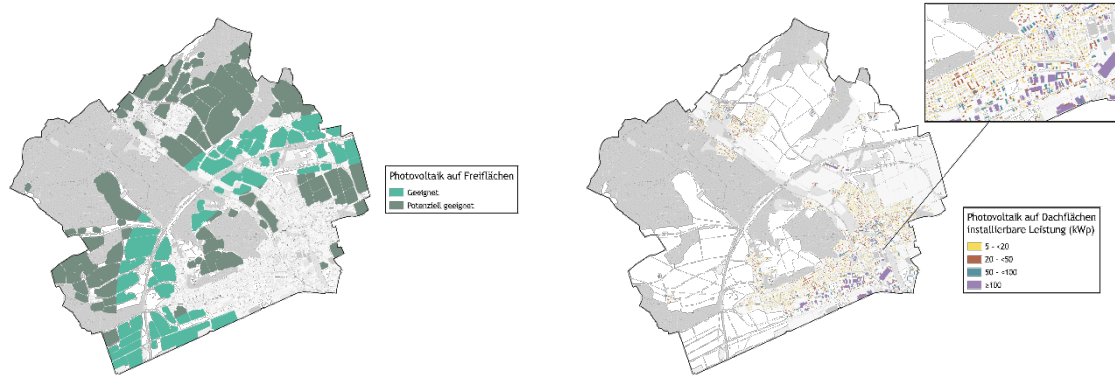 Photovoltaik auf Freiflächen
Geeignet
Potenziell geeignet
Photovoltaik auf Dachflächen
installierbare Leistung (kWp)
5 - <20
20 - <50
50 - <100
≥100